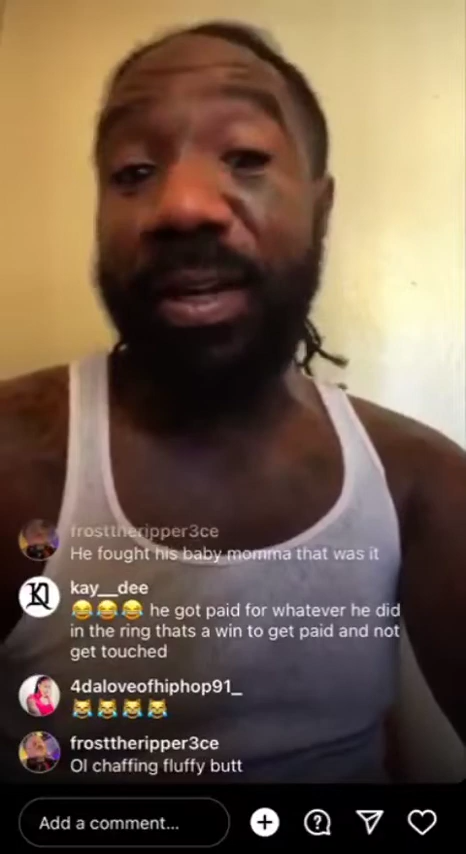 frosttheripper3ce
He fought his baby momma that was it
kay__dee
😂😂😂 he got paid for whatever he did
in the ring thats a win to get paid and not
get touched
4daloveofhiphop91_
😹😹😹😹
frosttheripper3ce
Ol chaffing fluffy butt
Add a comment...